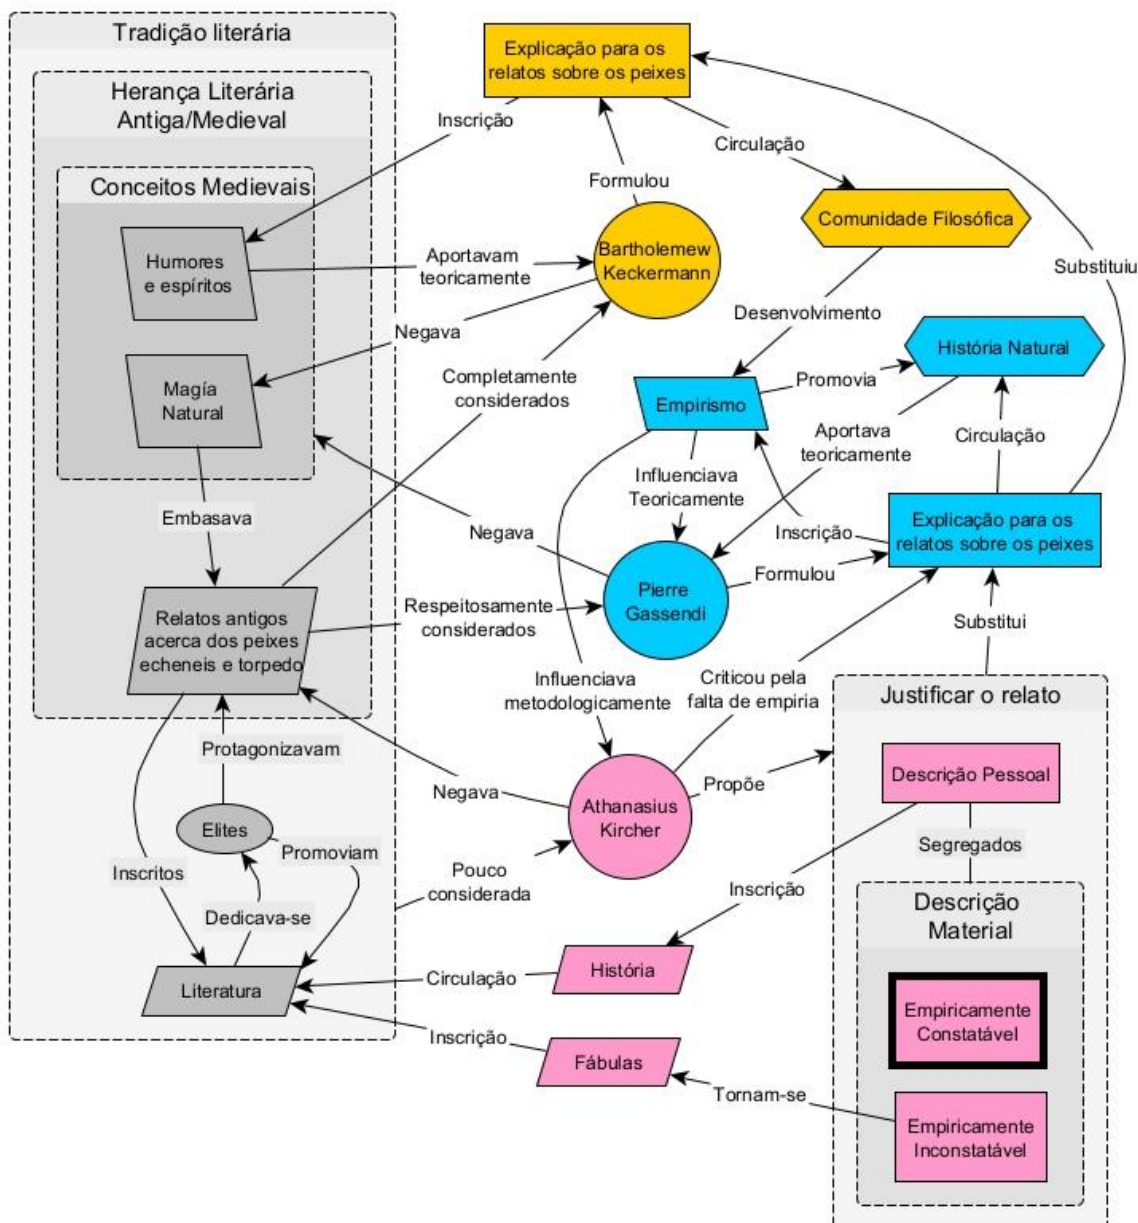 Tradição literária
Herança Literária
Antiga/Medieval
Conceitos Medievais
Humores
e espíritos
Magía
Natural
Embasava
Relatos antigos
acerca dos peixes
echeneis e torpedo
Protagonizavam
Elites
Promoviam
Inscritos
Dedicava-se
Literatura
Explicação para os
relatos sobre os peixes
Inscrição
Circulação
Formulou
Comunidade Filosófica
Bartholemew
Keckermann
Aportavam
teoricamente
Negava
Completamente
considerados
Substituiu
Desenvolvimento
História Natural
Promovia
Empirismo
Aportava
teoricamente
Circulação
Influenciava
Teoricamente
Inscrição
Explicação para os
relatos sobre os peixes
Negava
Pierre
Gassendi
Formulou
Respeitosamente
considerados
Substitui
Influenciava
metodologicamente
Criticou pela
falta de empiria
Justificar o relato
Negava
Athanasius
Kircher
Propõe
Descrição Pessoal
Pouco
considerada
Segregados
Inscrição
Descrição
Material
História
Circulação
Empiricamente
Constatável
Inscrição
Fábulas
Tornam-se
Empiricamente
Inconstatável